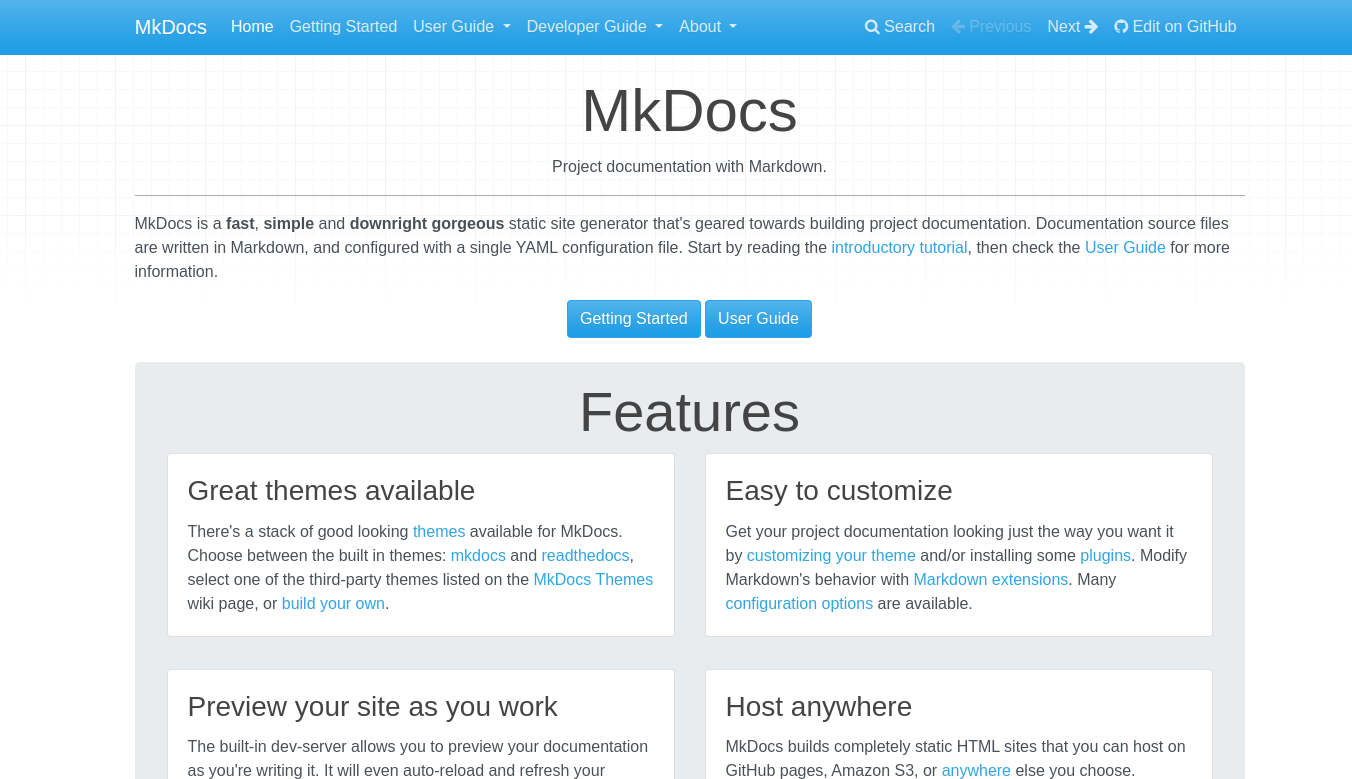 MkDocs Home Getting Started User Guide Developer Guide About Search Previous Next Edit on GitHub
MkDocs
Project documentation with Markdown.
MkDocs is a fast, simple and downright gorgeous static site generator that's geared towards building project documentation. Documentation source files
are written in Markdown, and configured with a single YAML configuration file. Start by reading the introductory tutorial, then check the User Guide for more
information.
Getting Started User Guide
Features
Great themes available
There's a stack of good looking themes available for MkDocs.
Choose between the built in themes: mkdocs and readthedocs,
select one of the third-party themes listed on the MkDocs Themes
wiki page, or build your own.
Easy to customize
Get your project documentation looking just the way you want it
by customizing your theme and/or installing some plugins. Modify
Markdown's behavior with Markdown extensions. Many
configuration options are available.
Preview your site as you work
The built-in dev-server allows you to preview your documentation
as you're writing it. It will even auto-reload and refresh your
Host anywhere
MkDocs builds completely static HTML sites that you can host on
GitHub pages, Amazon S3, or anywhere else you choose.